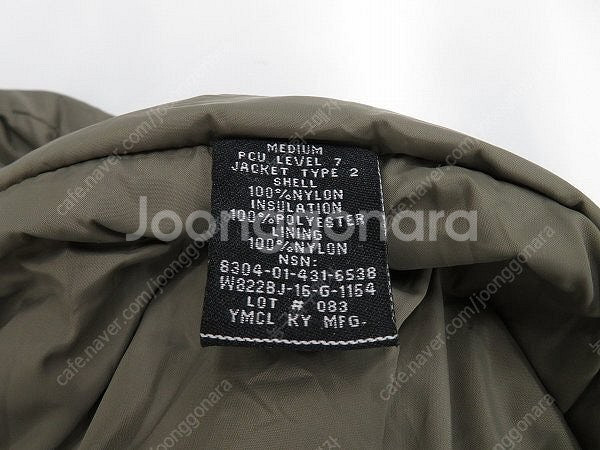 MEDIUM
PCU LEVEL 7
JACKET TYPE 2
SHELL
100%NYLON
INSULATION
100%POLYESTER
LINING
100%NYLON
NSN:
8304-01-431-6538
W822BJ-16-G-1164
LOT # 083
YMCL KY MFG.
Joonggonara
cafe.naver.com/joonggonara